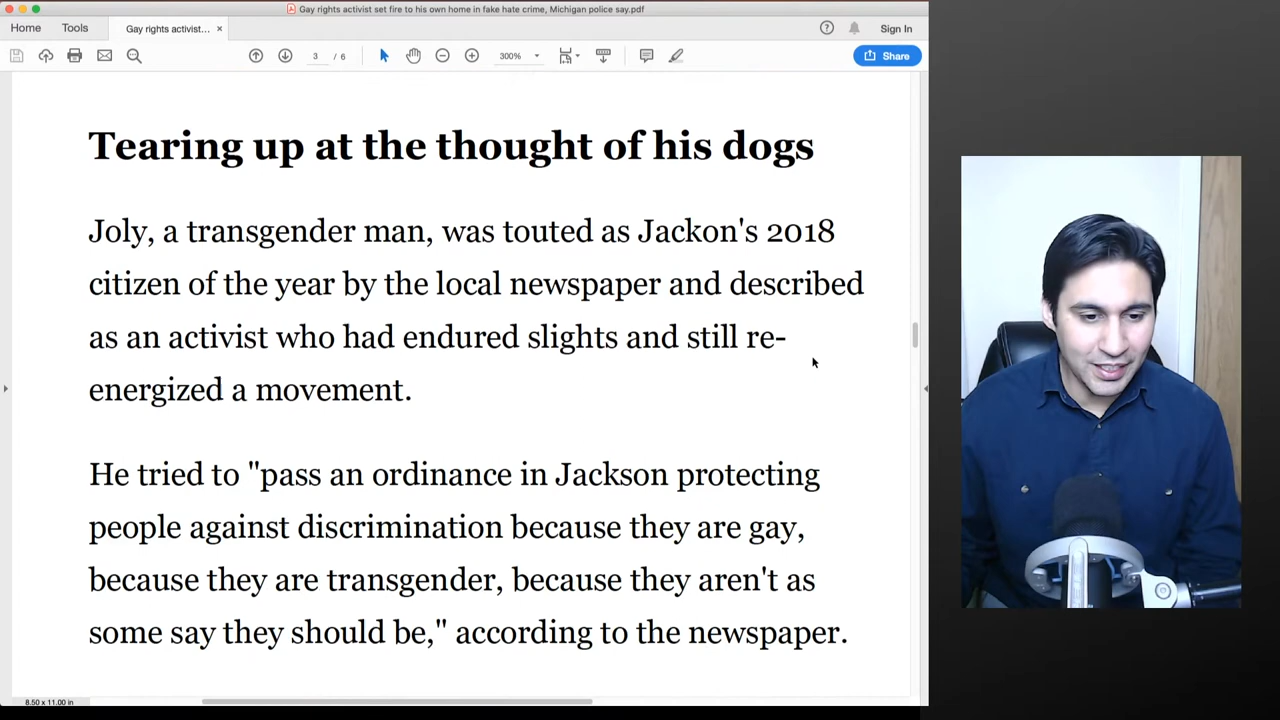 Gay rights activist set fire to his own home in fake hate crime, Michigan police say.pdf
Home Tools Gay rights activist... × Sign In
3 / 6 300% Share
Tearing up at the thought of his dogs
Joly, a transgender man, was touted as Jackon's 2018
citizen of the year by the local newspaper and described
as an activist who had endured slights and still re-
energized a movement.
He tried to "pass an ordinance in Jackson protecting
people against discrimination because they are gay,
because they are transgender, because they aren't as
some say they should be," according to the newspaper.
8.50 x 11.00 in